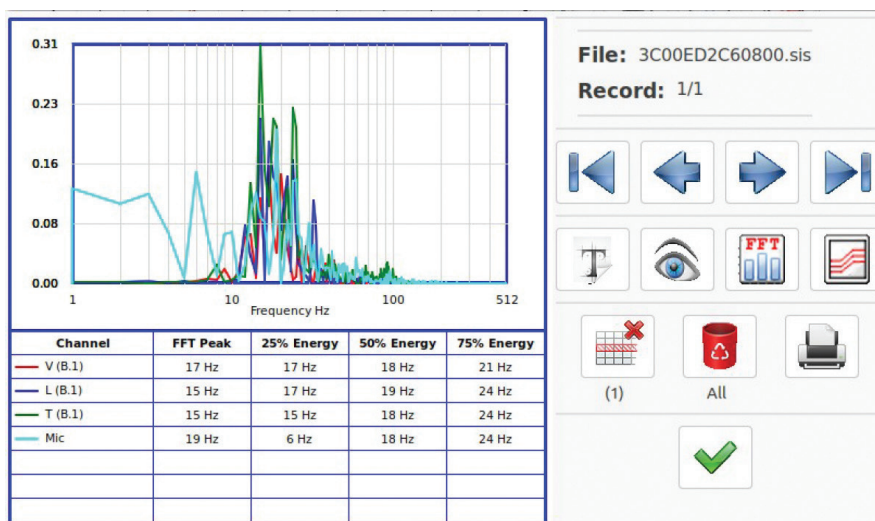 0.31
0.23
0.16
0.08
0.00
1 10 100 512
Frequency Hz
Channel FFT Peak 25% Energy 50% Energy 75% Energy
V (B.1) 17 Hz 17 Hz 18 Hz 21 Hz
L (B.1) 15 Hz 17 Hz 19 Hz 24 Hz
T (B.1) 15 Hz 15 Hz 18 Hz 24 Hz
Mic 19 Hz 6 Hz 18 Hz 24 Hz
File: 3C00ED2C60800.sis
Record: 1/1
T
FFT
(1) All